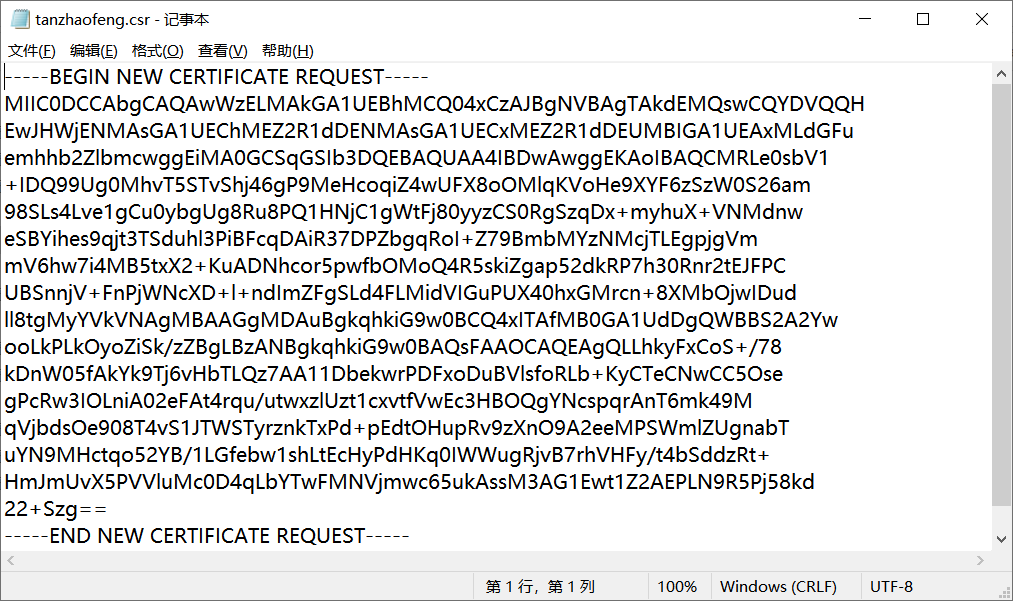 tanzhaofeng.csr - 记事本
文件(F) 编辑(E) 格式(O) 查看(V) 帮助(H)
-----BEGIN NEW CERTIFICATE REQUEST-----
MIIC0DCCAbgCAQAwWzELMAkGA1UEBhMCQ04xCzAJBgNVBAgTAkdEMQswCQYDVQQH
EwJHWjENMAsGA1UEChMEZ2R1dDENMAsGA1UECxMEZ2R1dDEUMBIGA1UEAxMLdGFu
emhhb2ZlbmcwggEiMA0GCSqGSIb3DQEBAQUAA4IBDwAwggEKAoIBAQCMRLe0sbV1
+IDQ99Ug0MhvT5STvShj46gP9MeHcoqiZ4wUFX8oOMlqKVoHe9XYF6zSzW0S26am
98SLs4Lve1gCu0ybgUg8Ru8PQ1HNjC1gWtFj80yyzCS0RgSzqDx+myhuX+VNMdnw
eSBYihes9qjt3TSduhl3PiBFcqDAiR37DPZbgqRoI+Z79BmbMYzNMcjTLEgpjgVm
mV6hw7i4MB5txX2+KuADNhcor5pwfbOMoQ4R5skiZgap52dkRP7h30Rnr2tEJFPC
UBSnnjV+FnPjWNcXD+l+ndImZFgSLd4FLMidVIGuPUX40hxGMrcn+8XMbOjwIDud
ll8tgMyYVkVNAgMBAAGgMDAuBgkqhkiG9w0BCQ4xITAfMB0GA1UdDgQWBBS2A2Yw
ooLkPLkOyoZiSk/zZBgLBzANBgkqhkiG9w0BAQsFAAOCAQEAgQLLhkyFxCoS+/78
kDnW05fAkYk9Tj6vHbTLQz7AA11DbekwrPDFxoDuBVlsfoRLb+KyCTeCNwCC5Ose
gPcRw3IOLniA02eFAt4rqu/utwxzlUzt1cxvtfVwEc3HBOQgYNcspqrAnT6mk49M
qVjbdsOe908T4vS1JTWSTyrznkTxPd+pEdtOHupRv9zXnO9A2eeMPSWmlZUgnabT
uYN9MHctqo52YB/1LGfebw1shLtEcHyPdHKq0IWWugRjvB7rhVHFy/t4bSddzRt+
HmJmUvX5PVVluMc0D4qLbYTwFMNVjmwc65ukAssM3AG1Ewt1Z2AEPLN9R5Pj58kd
22+Szg==
-----END NEW CERTIFICATE REQUEST-----
第 1 行，第 1 列 100% Windows (CRLF) UTF-8